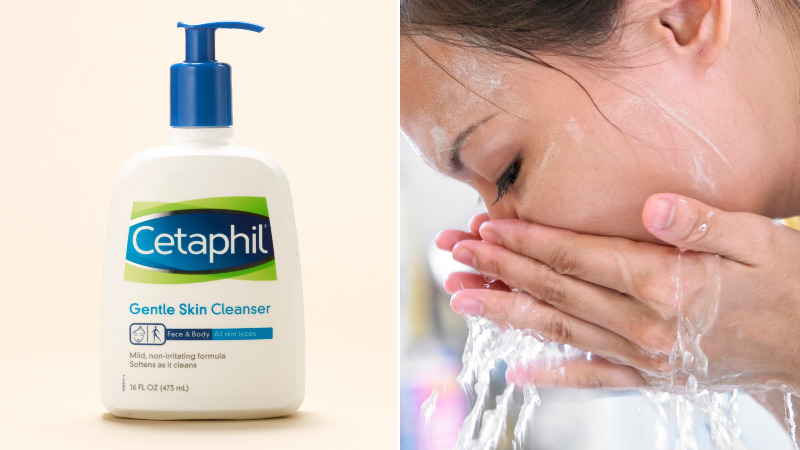 Cetaphil®
Gentle Skin Cleanser
Face & Body All skin types
Mild, non-irritating formula
Softens as it cleans
16 FL OZ (473 mL)